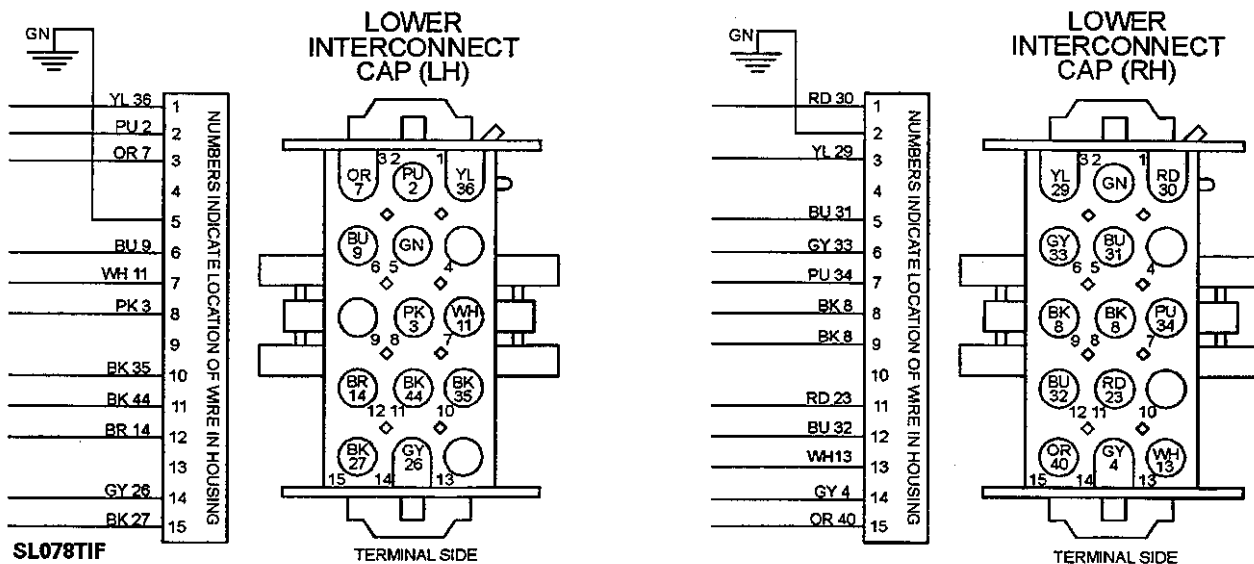 GN
LOWER
INTERCONNECT
CAP (LH)
YL 36 1
PU 2 2
OR 7 3
4
5
BU 9 6
WH 11 7
PK 3 8
9
BK 35 10
BK 44 11
BR 14 12
13
GY 26 14
BK 27 15
NUMBERS INDICATE LOCATION OF WIRE IN HOUSING
3 2 1
OR 7 PU 2 YL 36
BU 9 GN
6 5 4
PK 3 WH 11
9 8 7
BR 14 BK 44 BK 35
12 11 10
BK 27 GY 26
15 14 13
TERMINAL SIDE
SL078TIF
GN
LOWER
INTERCONNECT
CAP (RH)
RD 30 1
2
YL 29 3
4
BU 31 5
GY 33 6
PU 34 7
BK 8 8
BK 8 9
10
RD 23 11
BU 32 12
WH13 13
GY 4 14
OR 40 15
NUMBERS INDICATE LOCATION OF WIRE IN HOUSING
3 2 1
YL 29 GN RD 30
GY 33 BU 31
6 5 4
BK 8 BK 8 PU 34
9 8 7
BU 32 RD 23
12 11 10
OR 40 GY 4 WH 13
15 14 13
TERMINAL SIDE